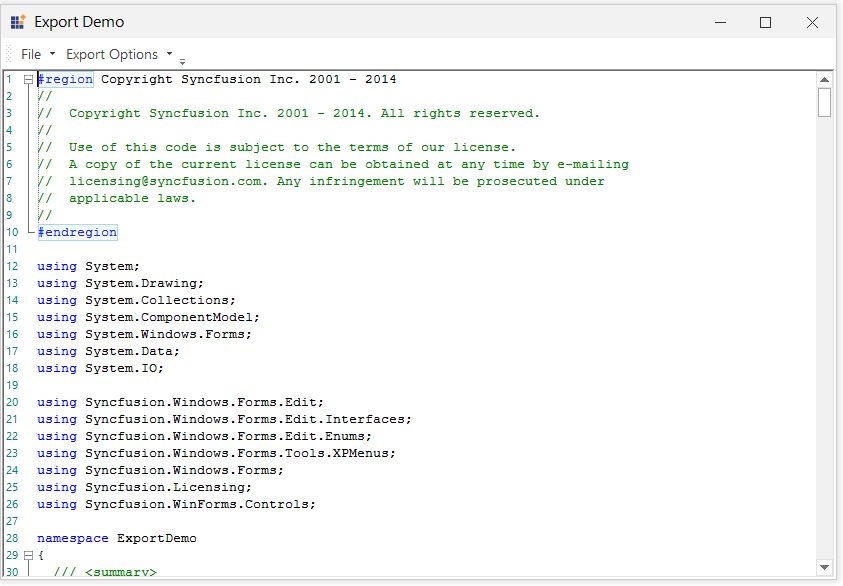 Export Demo
File Export Options
1 #region Copyright Syncfusion Inc. 2001 - 2014
2 //
3 //  Copyright Syncfusion Inc. 2001 - 2014. All rights reserved.
4 //
5 //  Use of this code is subject to the terms of our license.
6 //  A copy of the current license can be obtained at any time by e-mailing
7 //  licensing@syncfusion.com. Any infringement will be prosecuted under
8 //  applicable laws.
9 //
10 #endregion
11
12 using System;
13 using System.Drawing;
14 using System.Collections;
15 using System.ComponentModel;
16 using System.Windows.Forms;
17 using System.Data;
18 using System.IO;
19
20 using Syncfusion.Windows.Forms.Edit;
21 using Syncfusion.Windows.Forms.Edit.Interfaces;
22 using Syncfusion.Windows.Forms.Edit.Enums;
23 using Syncfusion.Windows.Forms.Tools.XPMenus;
24 using Syncfusion.Windows.Forms;
25 using Syncfusion.Licensing;
26 using Syncfusion.WinForms.Controls;
27
28 namespace ExportDemo
29 {
30 /// <summary>